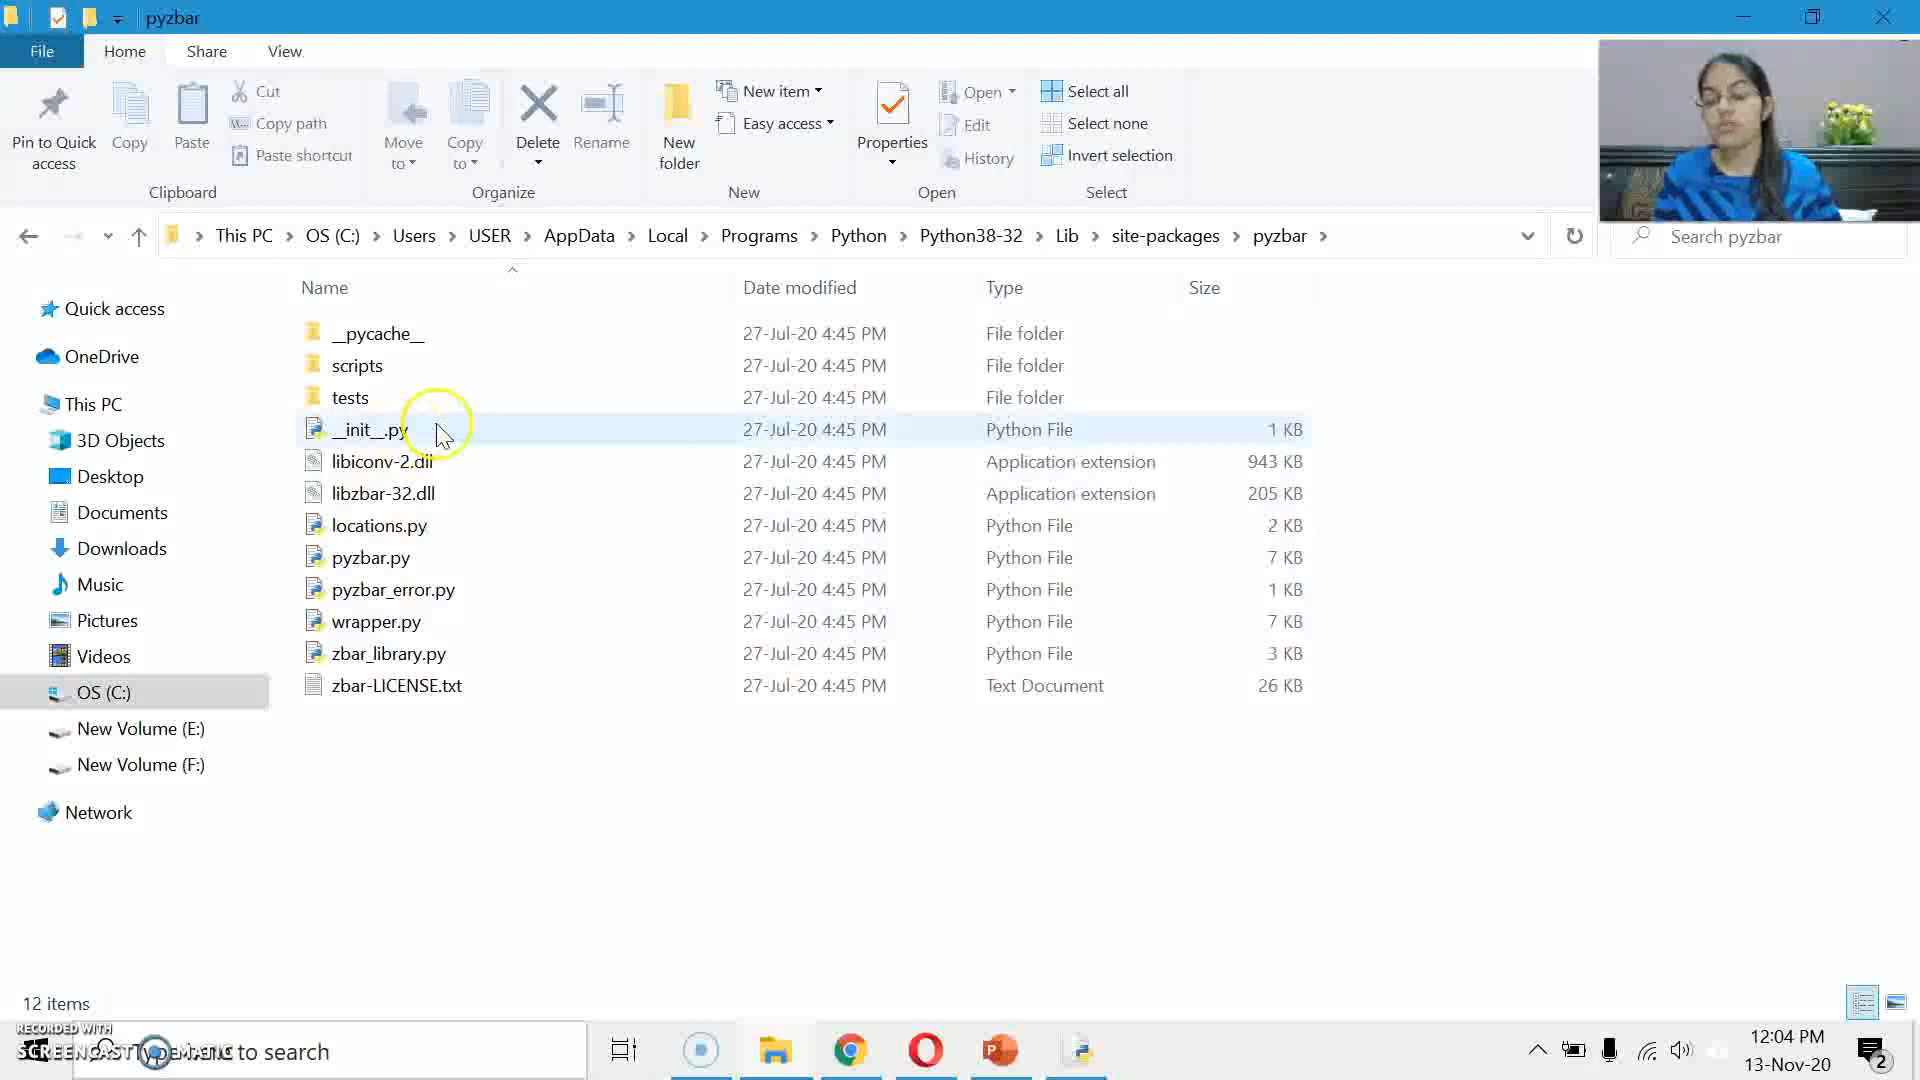 pyzbar
File Home Share View
Pin to Quick access
Copy
Paste
Cut
Copy path
Paste shortcut
Clipboard
Move to
Copy to
Delete
Rename
Organize
New folder
New item
Easy access
New
Properties
Open
Edit
History
Open
Select all
Select none
Invert selection
Select
This PC OS (C:) Users USER AppData Local Programs Python Python38-32 Lib site-packages pyzbar
Search pyzbar
Quick access
OneDrive
This PC
3D Objects
Desktop
Documents
Downloads
Music
Pictures
Videos
OS (C:)
New Volume (E:)
New Volume (F:)
Network
Name Date modified Type Size
__pycache__ 27-Jul-20 4:45 PM File folder
scripts 27-Jul-20 4:45 PM File folder
tests 27-Jul-20 4:45 PM File folder
__init__.py 27-Jul-20 4:45 PM Python File 1 KB
libiconv-2.dll 27-Jul-20 4:45 PM Application extension 943 KB
libzbar-32.dll 27-Jul-20 4:45 PM Application extension 205 KB
locations.py 27-Jul-20 4:45 PM Python File 2 KB
pyzbar.py 27-Jul-20 4:45 PM Python File 7 KB
pyzbar_error.py 27-Jul-20 4:45 PM Python File 1 KB
wrapper.py 27-Jul-20 4:45 PM Python File 7 KB
zbar_library.py 27-Jul-20 4:45 PM Python File 3 KB
zbar-LICENSE.txt 27-Jul-20 4:45 PM Text Document 26 KB
12 items
RECORDED WITH
SCREENCAST MATIC
Type to search
12:04 PM
13-Nov-20
2